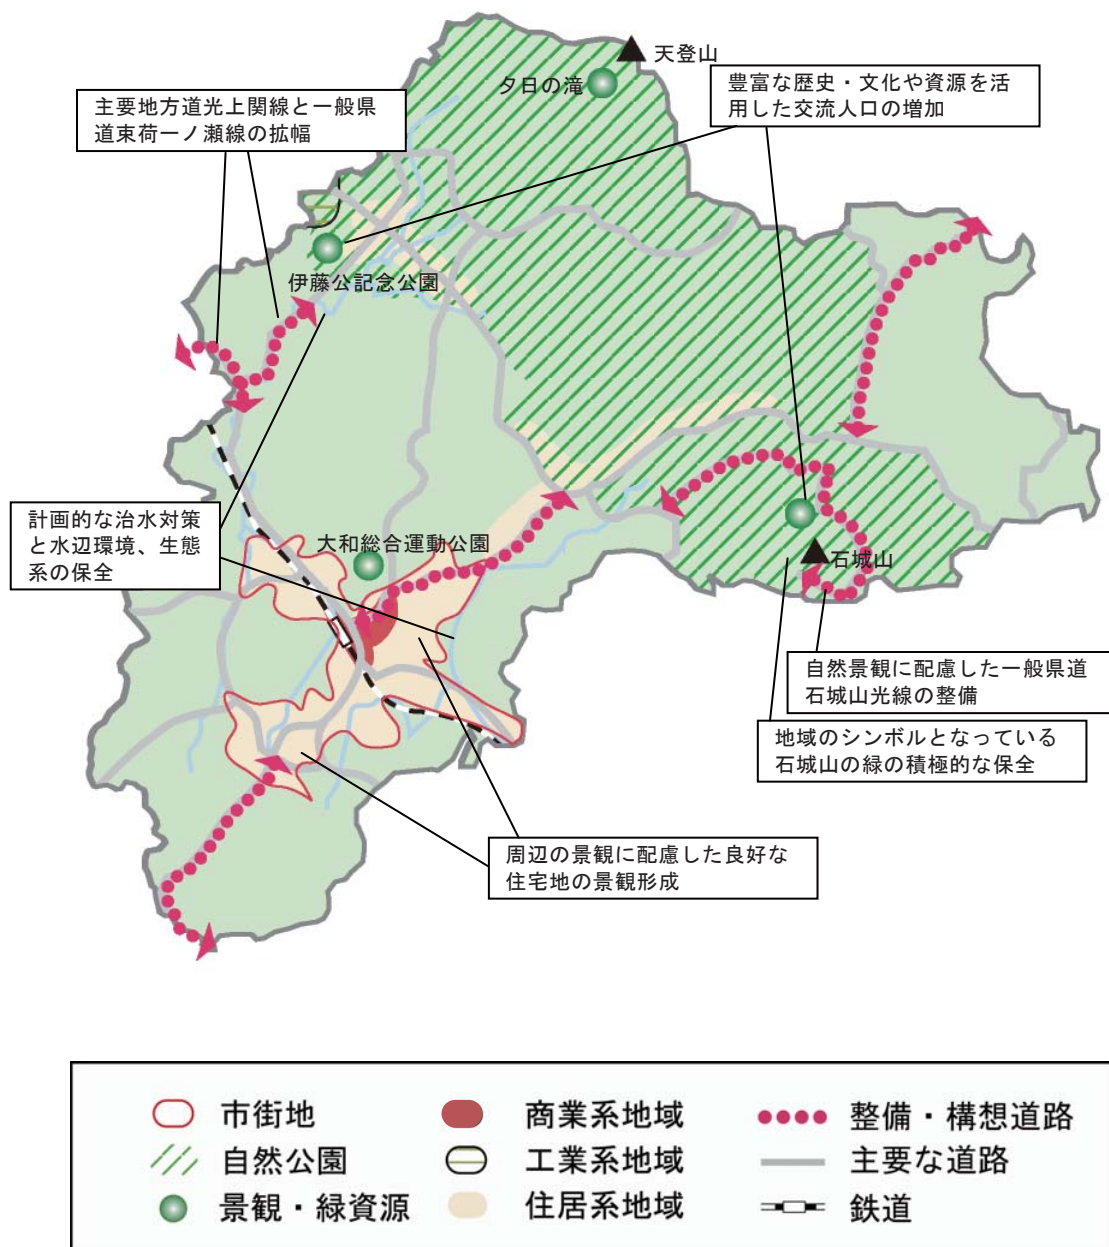 天登山
夕日の滝
豊富な歴史・文化や資源を活
用した交流人口の増加
主要地方道光上関線と一般県
道束荷一ノ瀬線の拡幅
伊藤公記念公園
計画的な治水対策
と水辺環境、生態
系の保全
大和総合運動公園
石城山
自然景観に配慮した一般県道
石城山光線の整備
地域のシンボルとなっている
石城山の緑の積極的な保全
周辺の景観に配慮した良好な
住宅地の景観形成
市街地
商業系地域
整備・構想道路
自然公園
工業系地域
主要な道路
景観・緑資源
住居系地域
鉄道